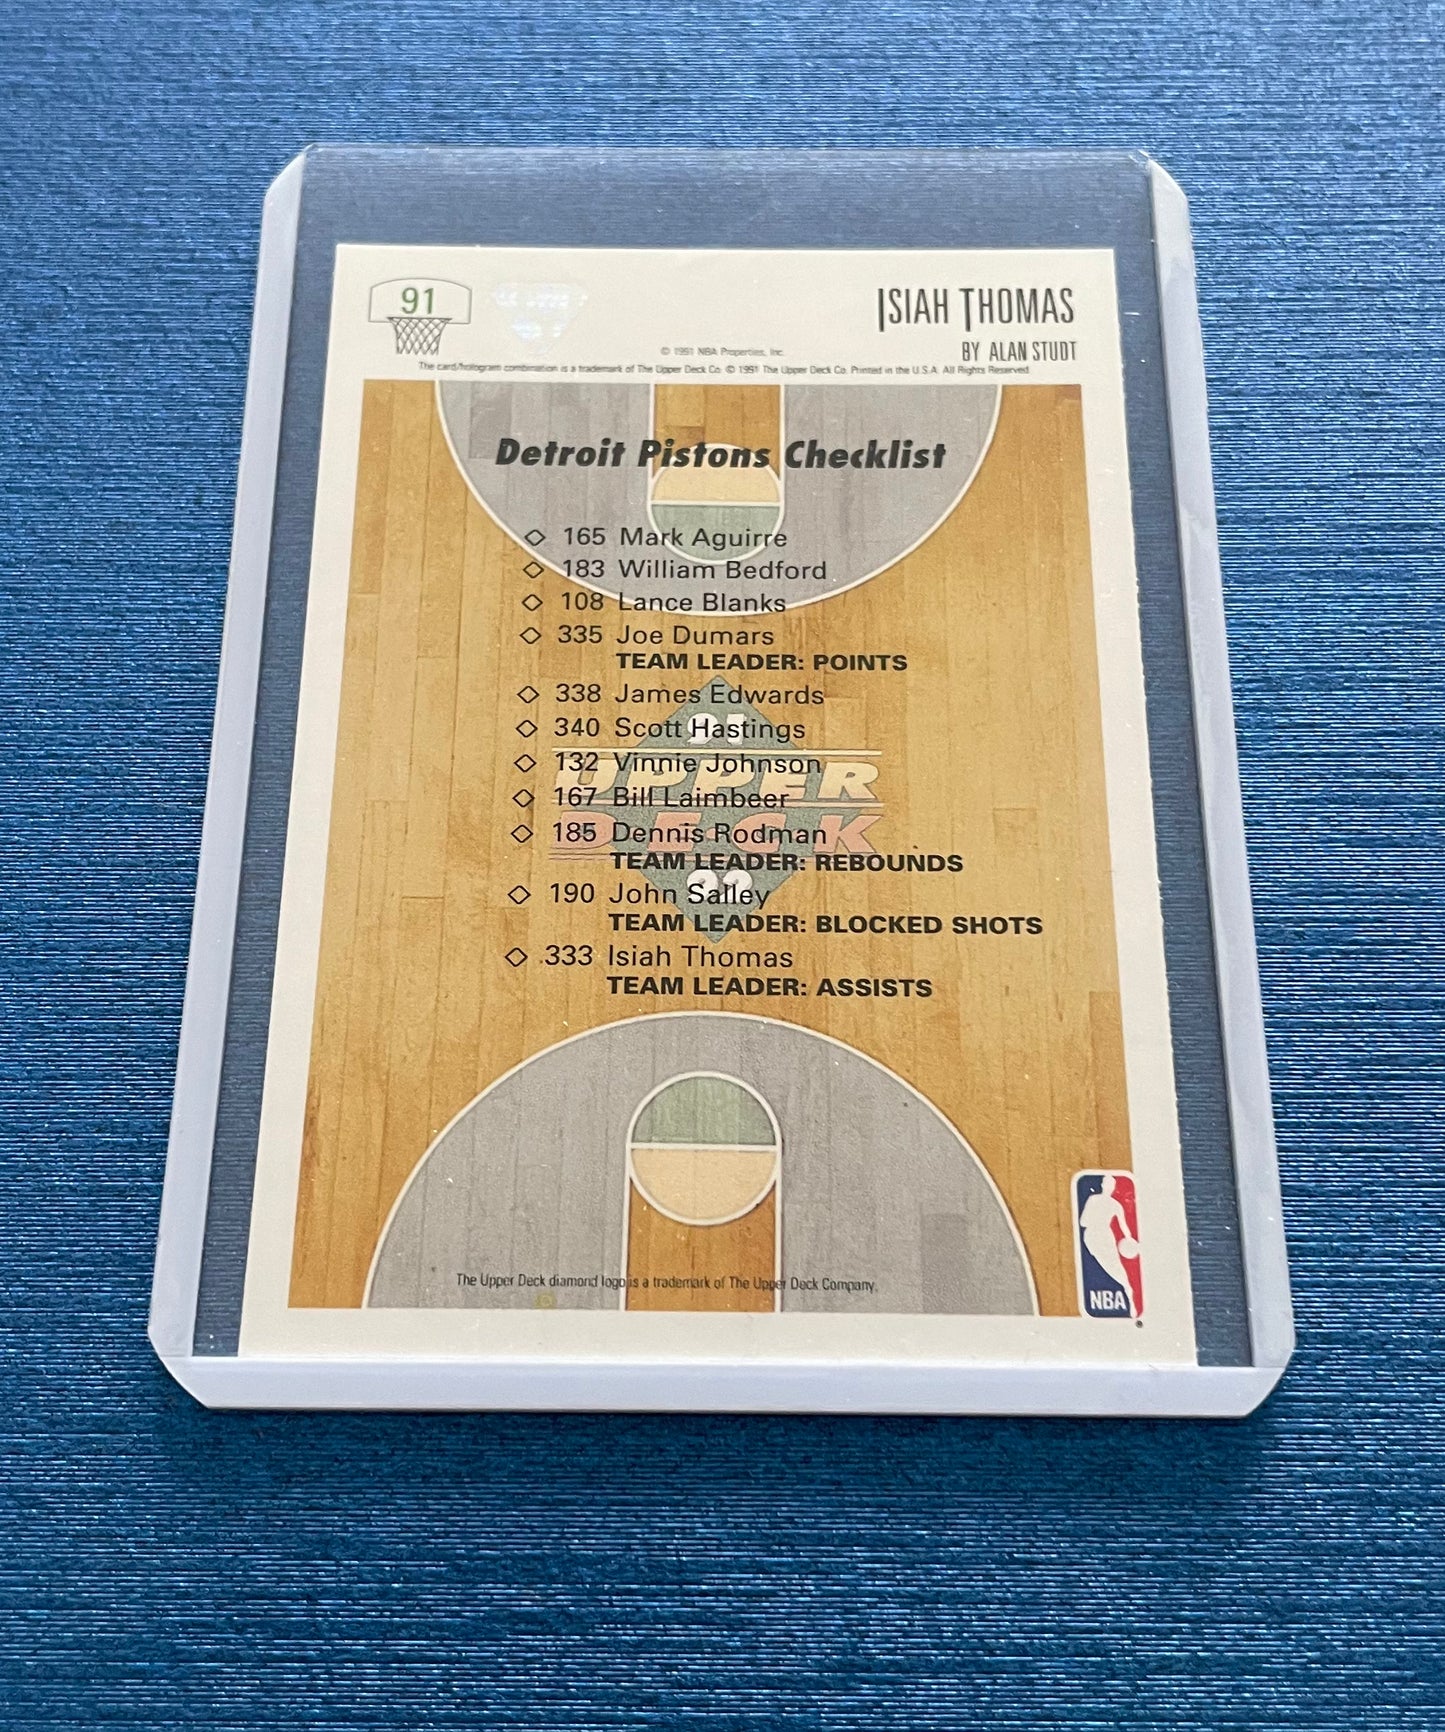 91
ISIAH THOMAS
BY ALAN STUDT
© 1991 NBA Properties, Inc.
The card/hologram combination is a trademark of The Upper Deck Co. © 1991 The Upper Deck Co. Printed in the U.S.A. All Rights Reserved
Detroit Pistons Checklist
◇ 165 Mark Aguirre
◇ 183 William Bedford
◇ 108 Lance Blanks
◇ 335 Joe Dumars
TEAM LEADER: POINTS
◇ 338 James Edwards
◇ 340 Scott Hastings
◇ 132 Vinnie Johnson
◇ 167 Bill Laimbeer
◇ 185 Dennis Rodman
TEAM LEADER: REBOUNDS
◇ 190 John Salley
TEAM LEADER: BLOCKED SHOTS
◇ 333 Isiah Thomas
TEAM LEADER: ASSISTS
91
UPPER
DECK
92
The Upper Deck diamond logo is a trademark of The Upper Deck Company.
NBA
®